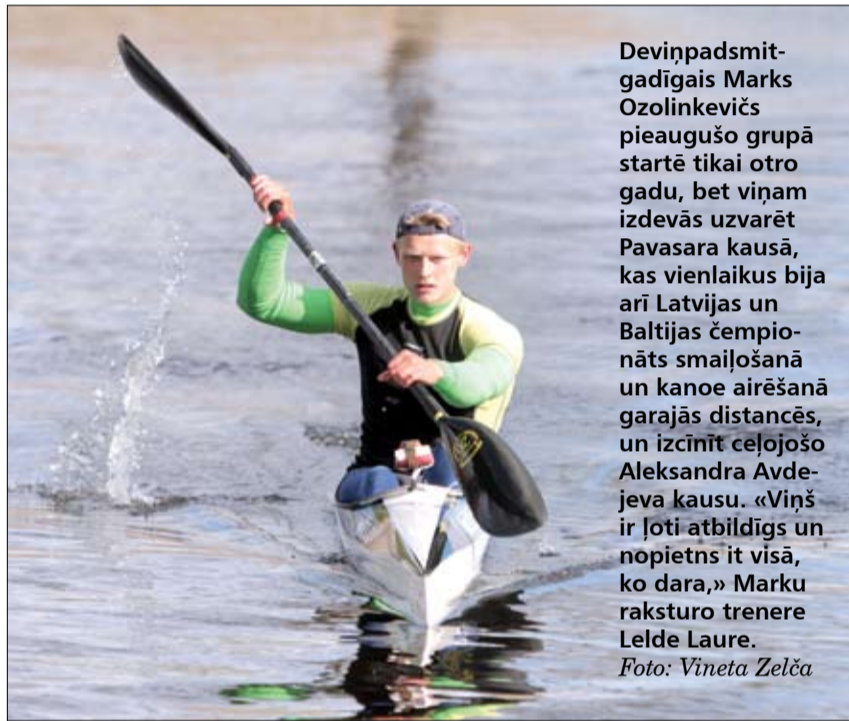 Deviņpadsmit-
gadīgais Marks
Ozolinkevičs
pieaugušo grupā
startē tikai otro
gadu, bet viņam
izdevās uzvarēt
Pavasara kausā,
kas vienlaikus bija
arī Latvijas un
Baltijas čempio-
nāts smaiļošanā
un kanoe airēšanā
garajās distancēs,
un izcīnīt ceļojošo
Aleksandra Avde-
jeva kausu. «Viņš
ir ļoti atbildīgs un
nopietns it visā,
ko dara,» Marku
raksturo trenere
Lelde Laure.
Foto: Vineta Zelča